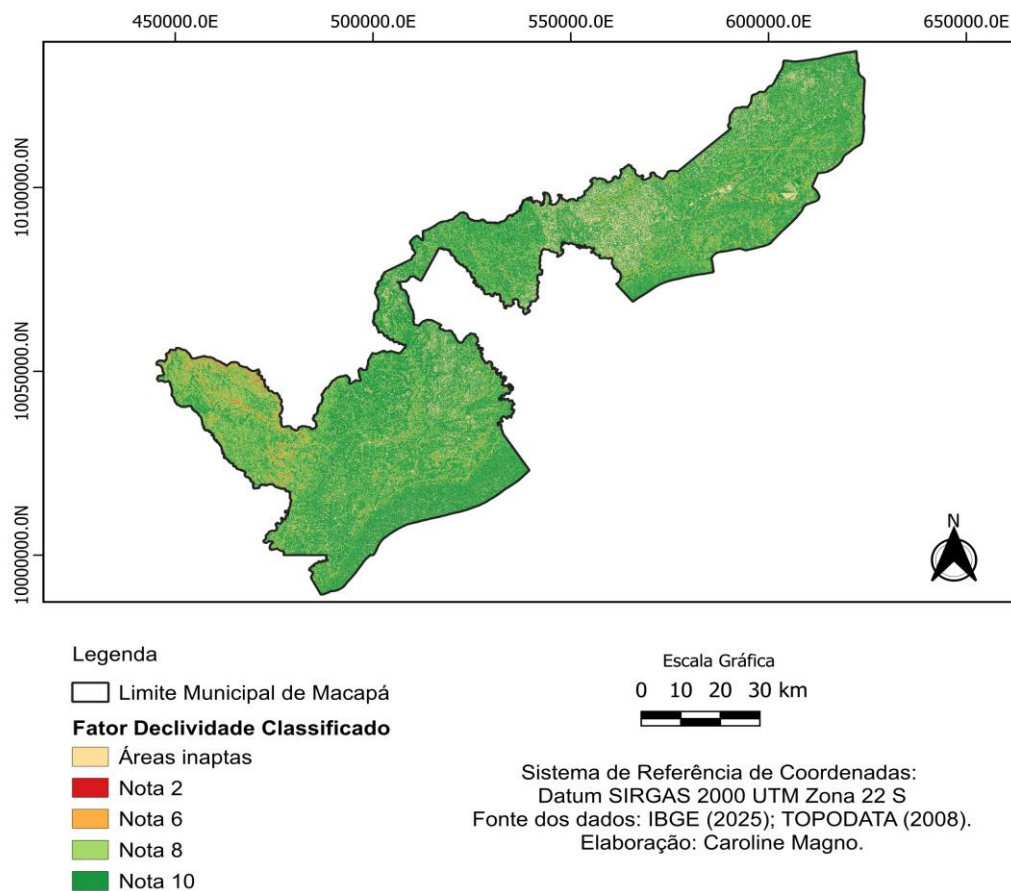 450000.0E 500000.0E 550000.0E 600000.0E 650000.0E
10100000.0N
10050000.0N
10000000.0N
N
Legenda
Limite Municipal de Macapá
Fator Declividade Classificado
Áreas inaptas
Nota 2
Nota 6
Nota 8
Nota 10
Escala Gráfica
0 10 20 30 km
Sistema de Referência de Coordenadas:
Datum SIRGAS 2000 UTM Zona 22 S
Fonte dos dados: IBGE (2025); TOPODATA (2008).
Elaboração: Caroline Magno.